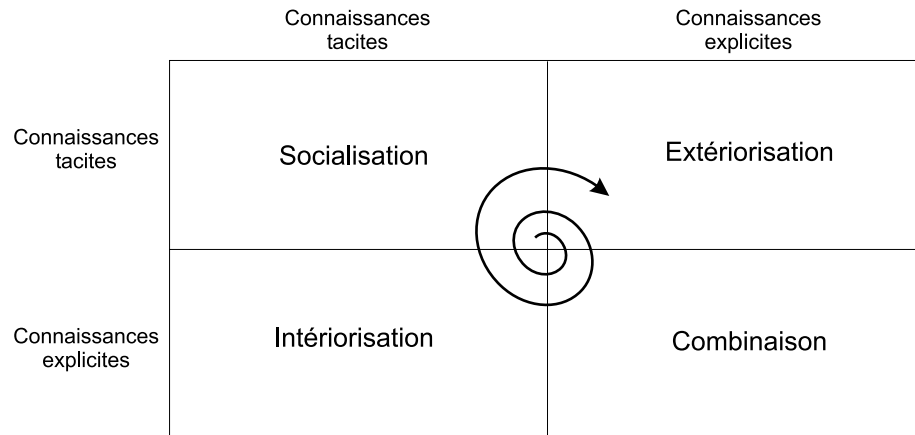 Connaissances
tacites
Connaissances
explicites
Connaissances
tacites
Socialisation
Extériorisation
Connaissances
explicites
Intériorisation
Combinaison